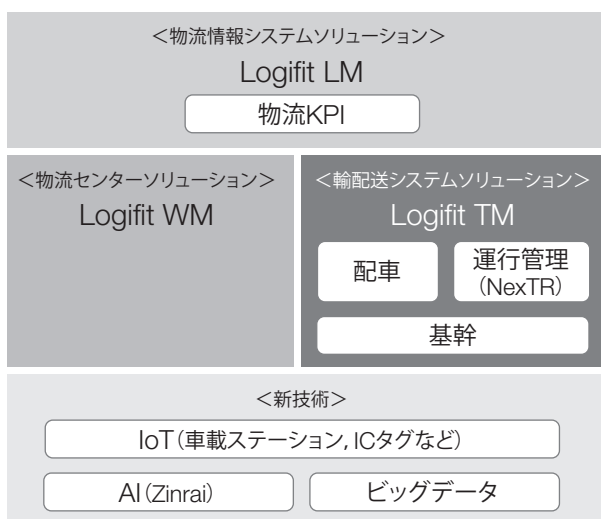 <物流情報システムソリューション>
Logifit LM
物流KPI
<物流センターソリューション>
Logifit WM
<輸配送システムソリューション>
Logifit TM
配車
運行管理
(NexTR)
基幹
<新技術>
IoT(車載ステーション, ICタグなど)
AI(Zinrai)
ビッグデータ